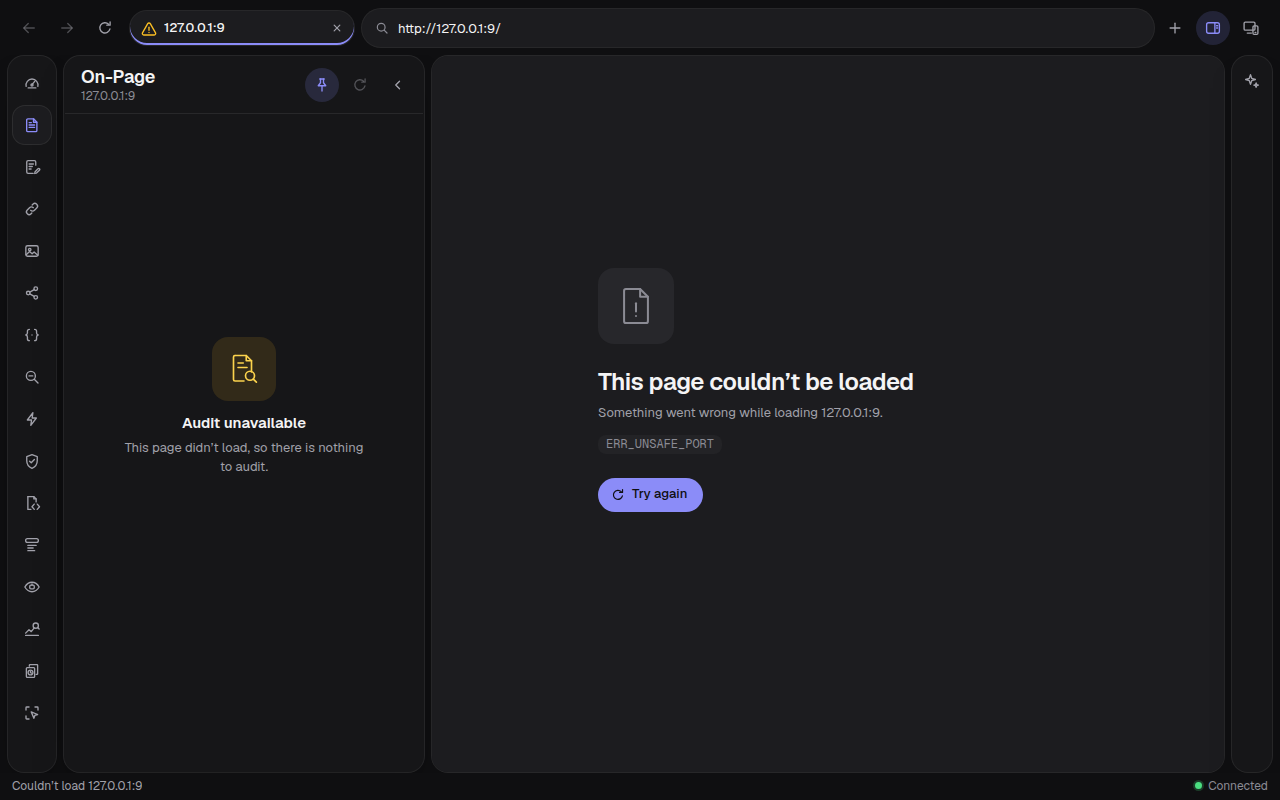 127.0.0.1:9
http://127.0.0.1:9/
On-Page
127.0.0.1:9
Audit unavailable
This page didn’t load, so there is nothing
to audit.
This page couldn’t be loaded
Something went wrong while loading 127.0.0.1:9.
ERR_UNSAFE_PORT
Try again
Couldn’t load 127.0.0.1:9
Connected